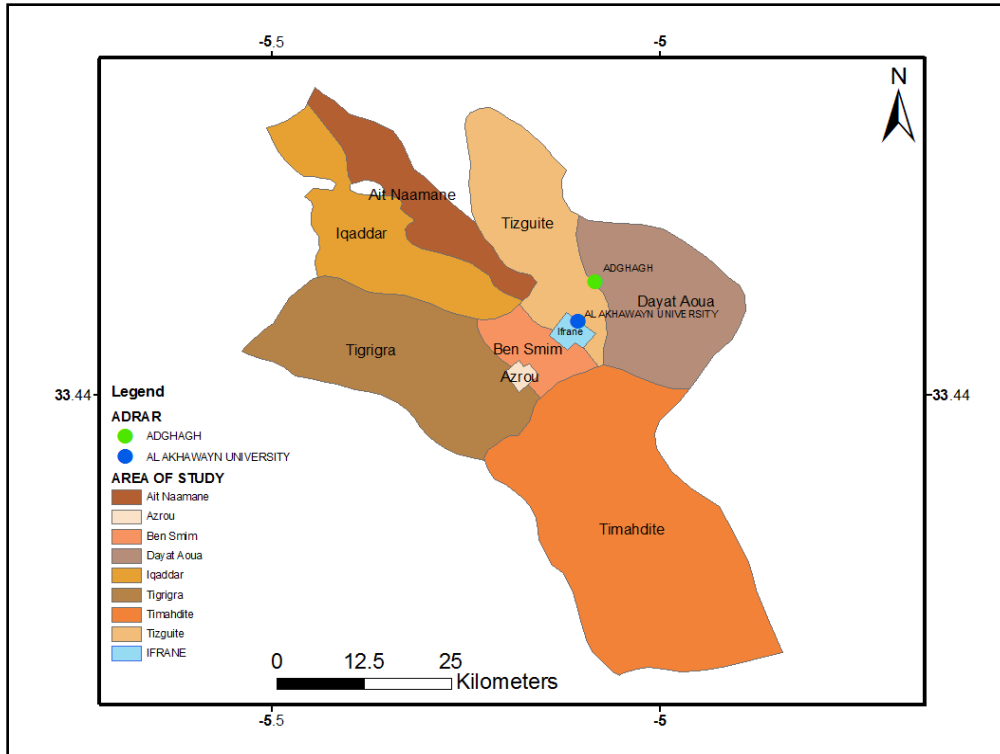 -5.5
-5
N
Ait Naamane
Tizguite
Iqaddar
ADGHAGH
Dayat Aoua
AL AKHAWAYN UNIVERSITY
Ifrane
Ben Smim
Tigrigra
Azrou
33.44
33.44
Timahdite
Legend
ADRAR
ADGHAGH
AL AKHAWAYN UNIVERSITY
AREA OF STUDY
Ait Naamane
Azrou
Ben Smim
Dayat Aoua
Iqaddar
Tigrigra
Timahdite
Tizguite
IFRANE
0 12.5 25
Kilometers
-5.5
-5